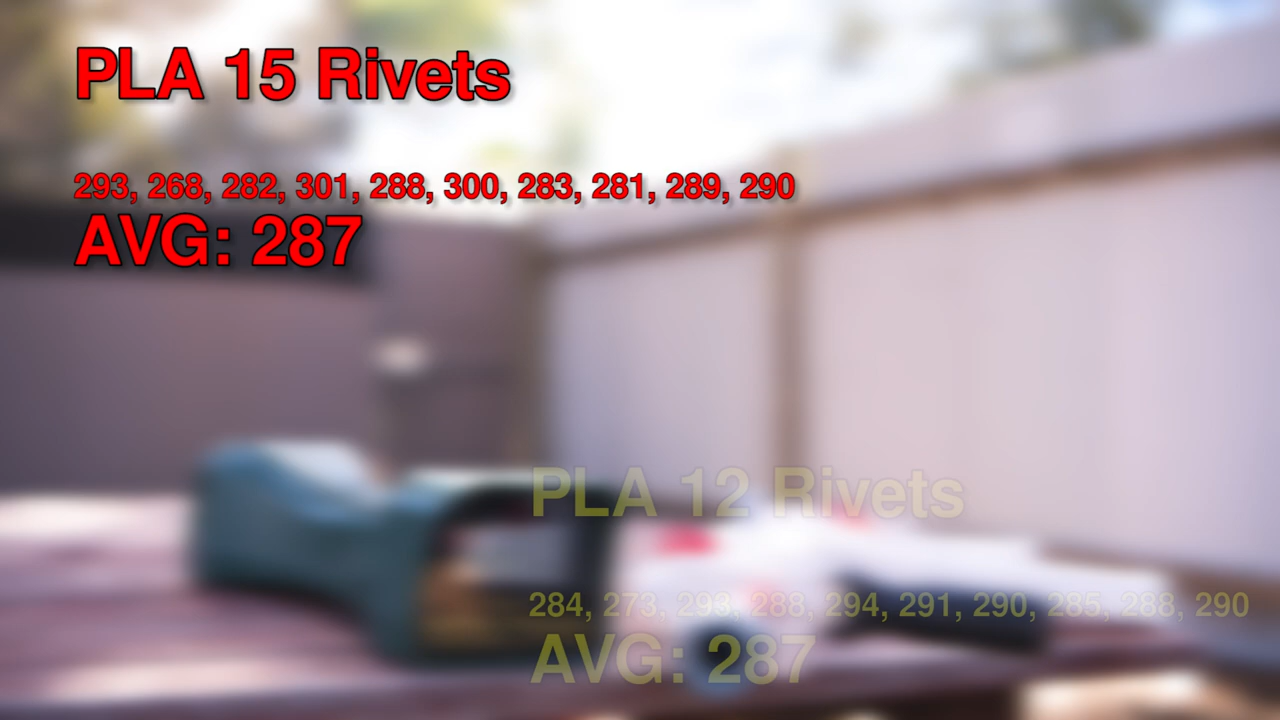 PLA 15 Rivets
293, 268, 282, 301, 288, 300, 283, 281, 289, 290
AVG: 287
PLA 12 Rivets
284, 273, 293, 288, 294, 291, 290, 285, 288, 290
AVG: 287